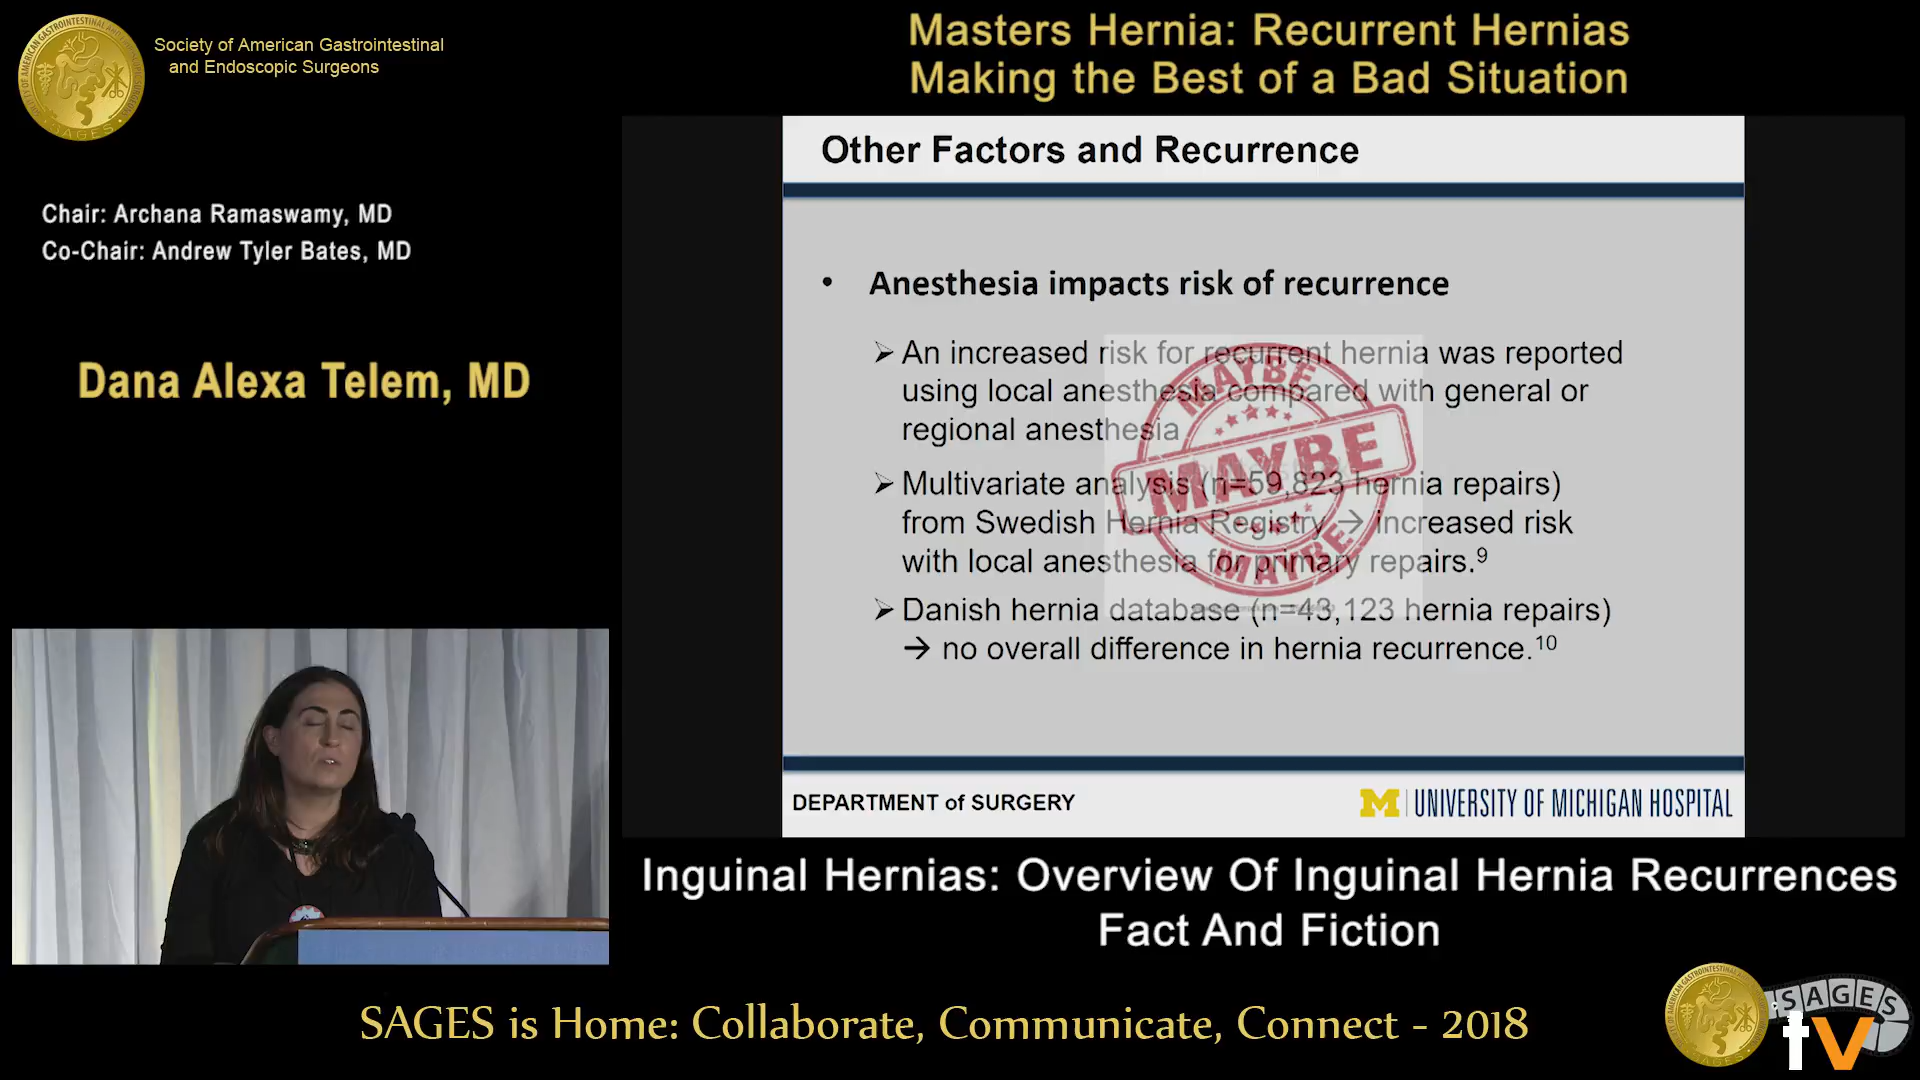 Society of American Gastrointestinal
and Endoscopic Surgeons
Masters Hernia: Recurrent Hernias
Making the Best of a Bad Situation
Chair: Archana Ramaswamy, MD
Co-Chair: Andrew Tyler Bates, MD
Dana Alexa Telem, MD
Other Factors and Recurrence
• Anesthesia impacts risk of recurrence
➢ An increased risk for recurrent hernia was reported
using local anesthesia compared with general or
regional anesthesia
➢ Multivariate analysis (n=59,823 hernia repairs)
from Swedish Hernia Registry → increased risk
with local anesthesia for primary repairs.⁹
➢ Danish hernia database (n=43,123 hernia repairs)
→ no overall difference in hernia recurrence.¹⁰
MAYBE
MAYBE
MAYBE
DEPARTMENT of SURGERY
M UNIVERSITY OF MICHIGAN HOSPITAL
Inguinal Hernias: Overview Of Inguinal Hernia Recurrences
Fact And Fiction
SAGES is Home: Collaborate, Communicate, Connect - 2018
SAGES
tv